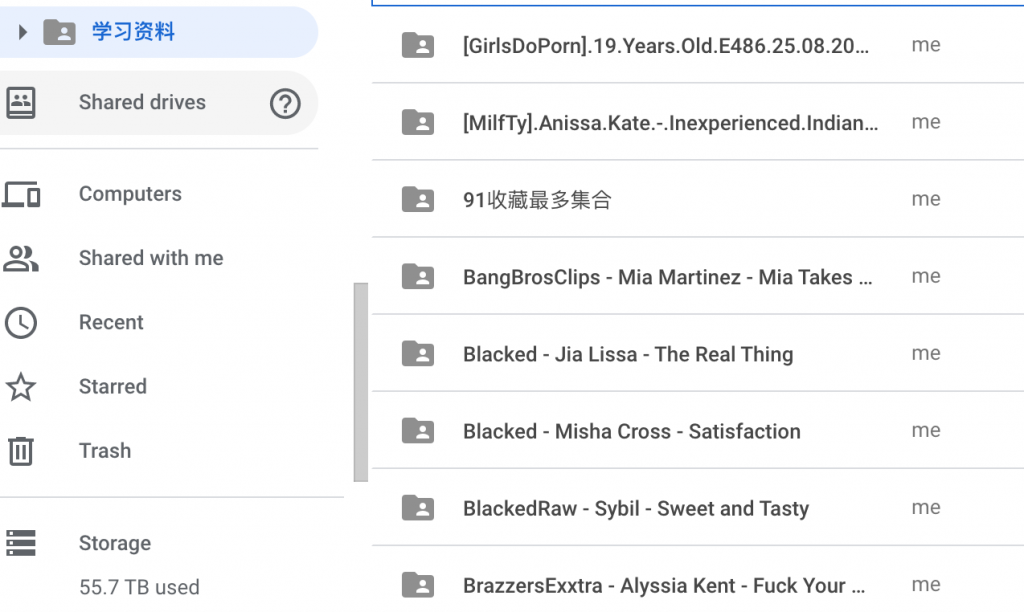 学习资料
Shared drives
Computers
Shared with me
Recent
Starred
Trash
Storage
55.7 TB used
[GirlsDoPorn].19.Years.Old.E486.25.08.20... me
[MilfTy].Anissa.Kate.-.Inexperienced.Indian... me
91收藏最多集合 me
BangBrosClips - Mia Martinez - Mia Takes ... me
Blacked - Jia Lissa - The Real Thing me
Blacked - Misha Cross - Satisfaction me
BlackedRaw - Sybil - Sweet and Tasty me
BrazzersExxtra - Alyssia Kent - Fuck Your ... me